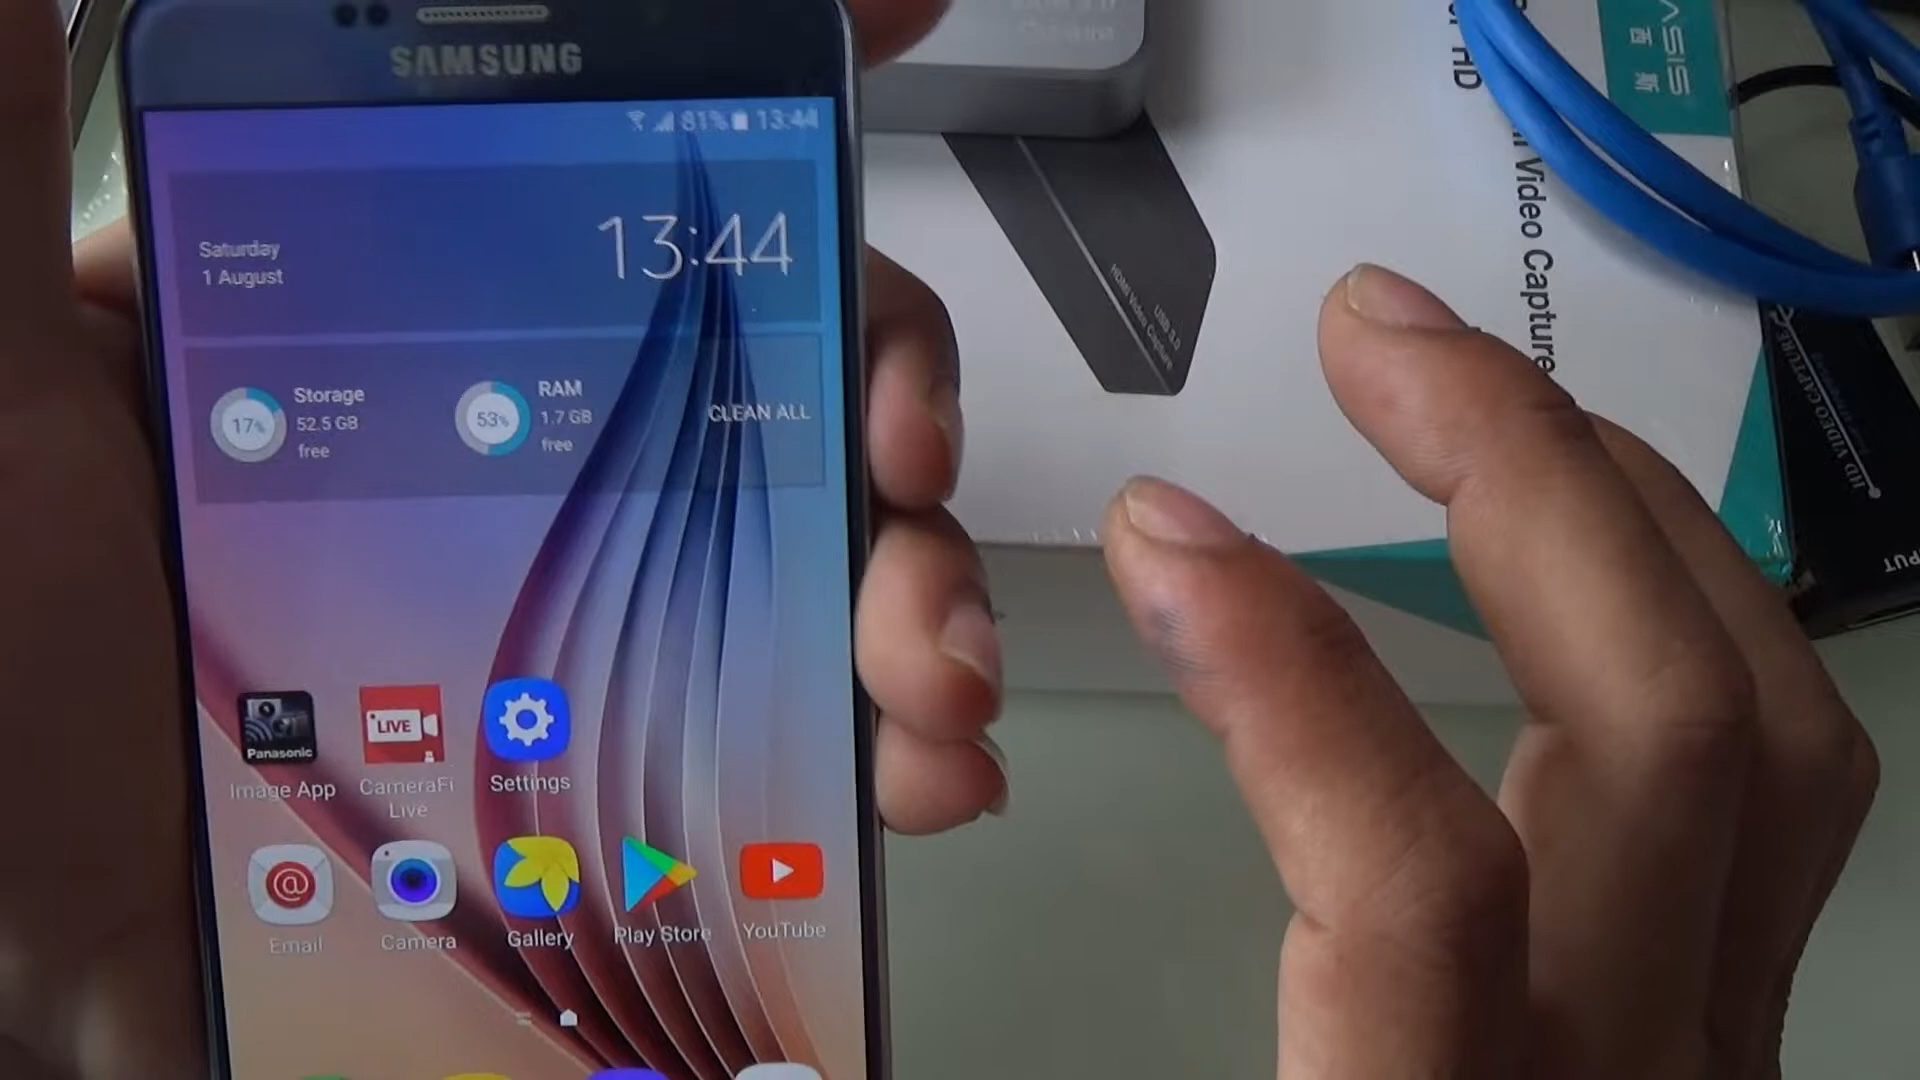 SAMSUNG
81% 13:44
Saturday
1 August
13:44
17%
Storage
52.5 GB
free
53%
RAM
1.7 GB
free
CLEAN ALL
Panasonic
Image App
LIVE
CameraFi
Live
Settings
@
Email
Camera
Gallery
Play Store
YouTube
USB 3.0
HDMI Video Capture
HD
Video Capture
HD VIDEO CAPTURE